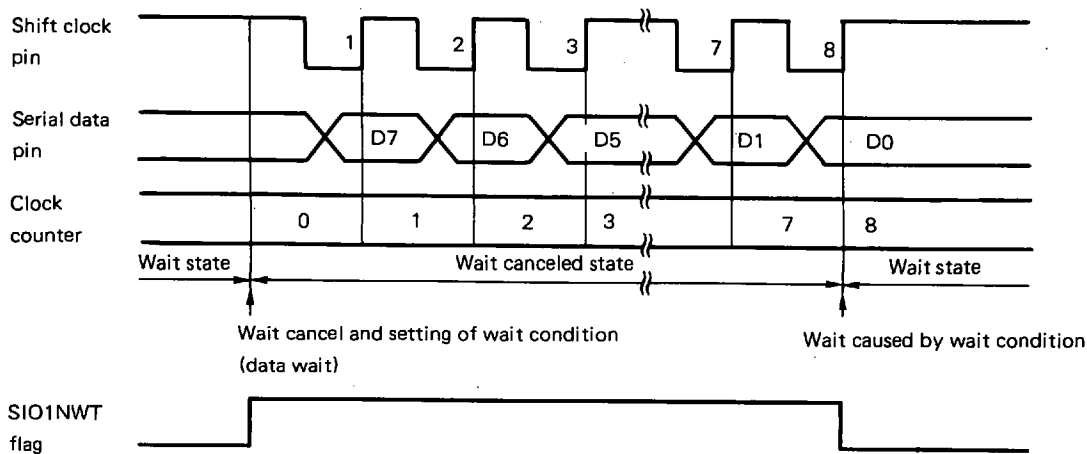 Shift clock
pin
1 2 3 7 8
Serial data
pin
D7 D6 D5 D1 D0
Clock
counter
0 1 2 3 7 8
Wait state Wait canceled state Wait state
Wait cancel and setting of wait condition
(data wait)
Wait caused by wait condition
SIO1NWT
flag